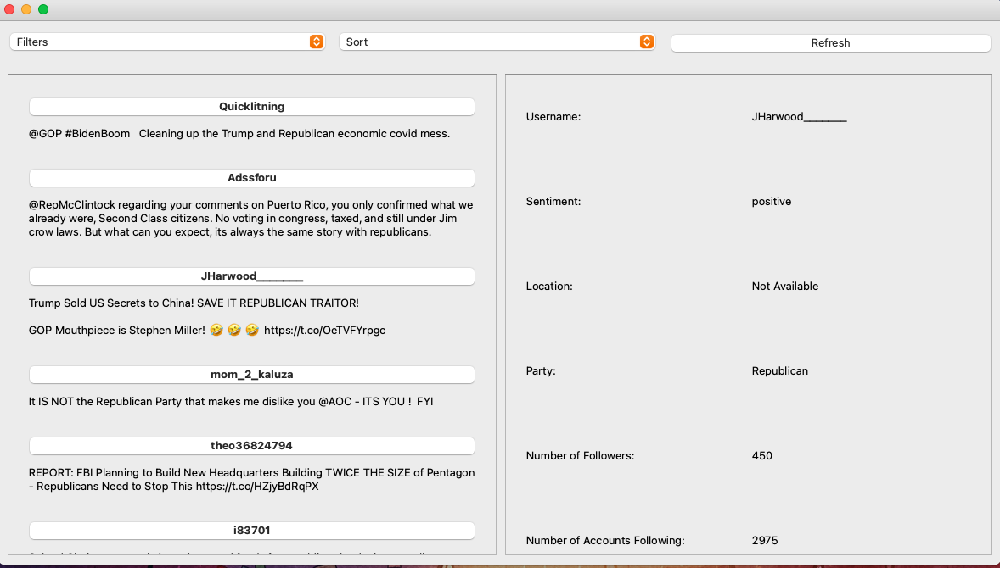 Filters
Sort
Refresh
Quicklitning
@GOP #BidenBoom   Cleaning up the Trump and Republican economic covid mess.
Adssforu
@RepMcClintock regarding your comments on Puerto Rico, you only confirmed what we
already were, Second Class citizens. No voting in congress, taxed, and still under Jim
crow laws. But what can you expect, its always the same story with republicans.
JHarwood_______
Trump Sold US Secrets to China! SAVE IT REPUBLICAN TRAITOR!
GOP Mouthpiece is Stephen Miller! 🤣 🤣 🤣 https://t.co/OeTVFYrpgc
mom_2_kaluza
It IS NOT the Republican Party that makes me dislike you @AOC - ITS YOU !  FYI
theo36824794
REPORT: FBI Planning to Build New Headquarters Building TWICE THE SIZE of Pentagon
- Republicans Need to Stop This https://t.co/HZjyBdRqPX
i83701
Username: JHarwood_______
Sentiment: positive
Location: Not Available
Party: Republican
Number of Followers: 450
Number of Accounts Following: 2975